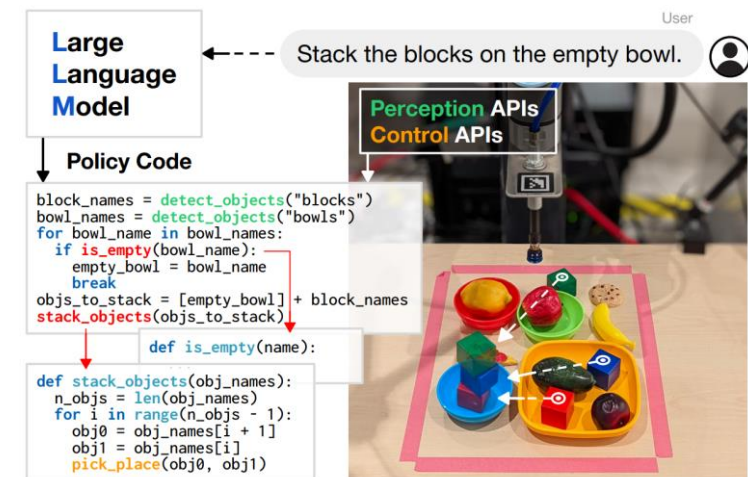 User
Stack the blocks on the empty bowl.
Large
Language
Model
Perception APIs
Control APIs
Policy Code
block_names = detect_objects("blocks")
bowl_names = detect_objects("bowls")
for bowl_name in bowl_names:
  if is_empty(bowl_name):
    empty_bowl = bowl_name
    break
objs_to_stack = [empty_bowl] + block_names
stack_objects(objs_to_stack)
def is_empty(name):
def stack_objects(obj_names):
  n_objs = len(obj_names)
  for i in range(n_objs - 1):
    obj0 = obj_names[i + 1]
    obj1 = obj_names[i]
    pick_place(obj0, obj1)